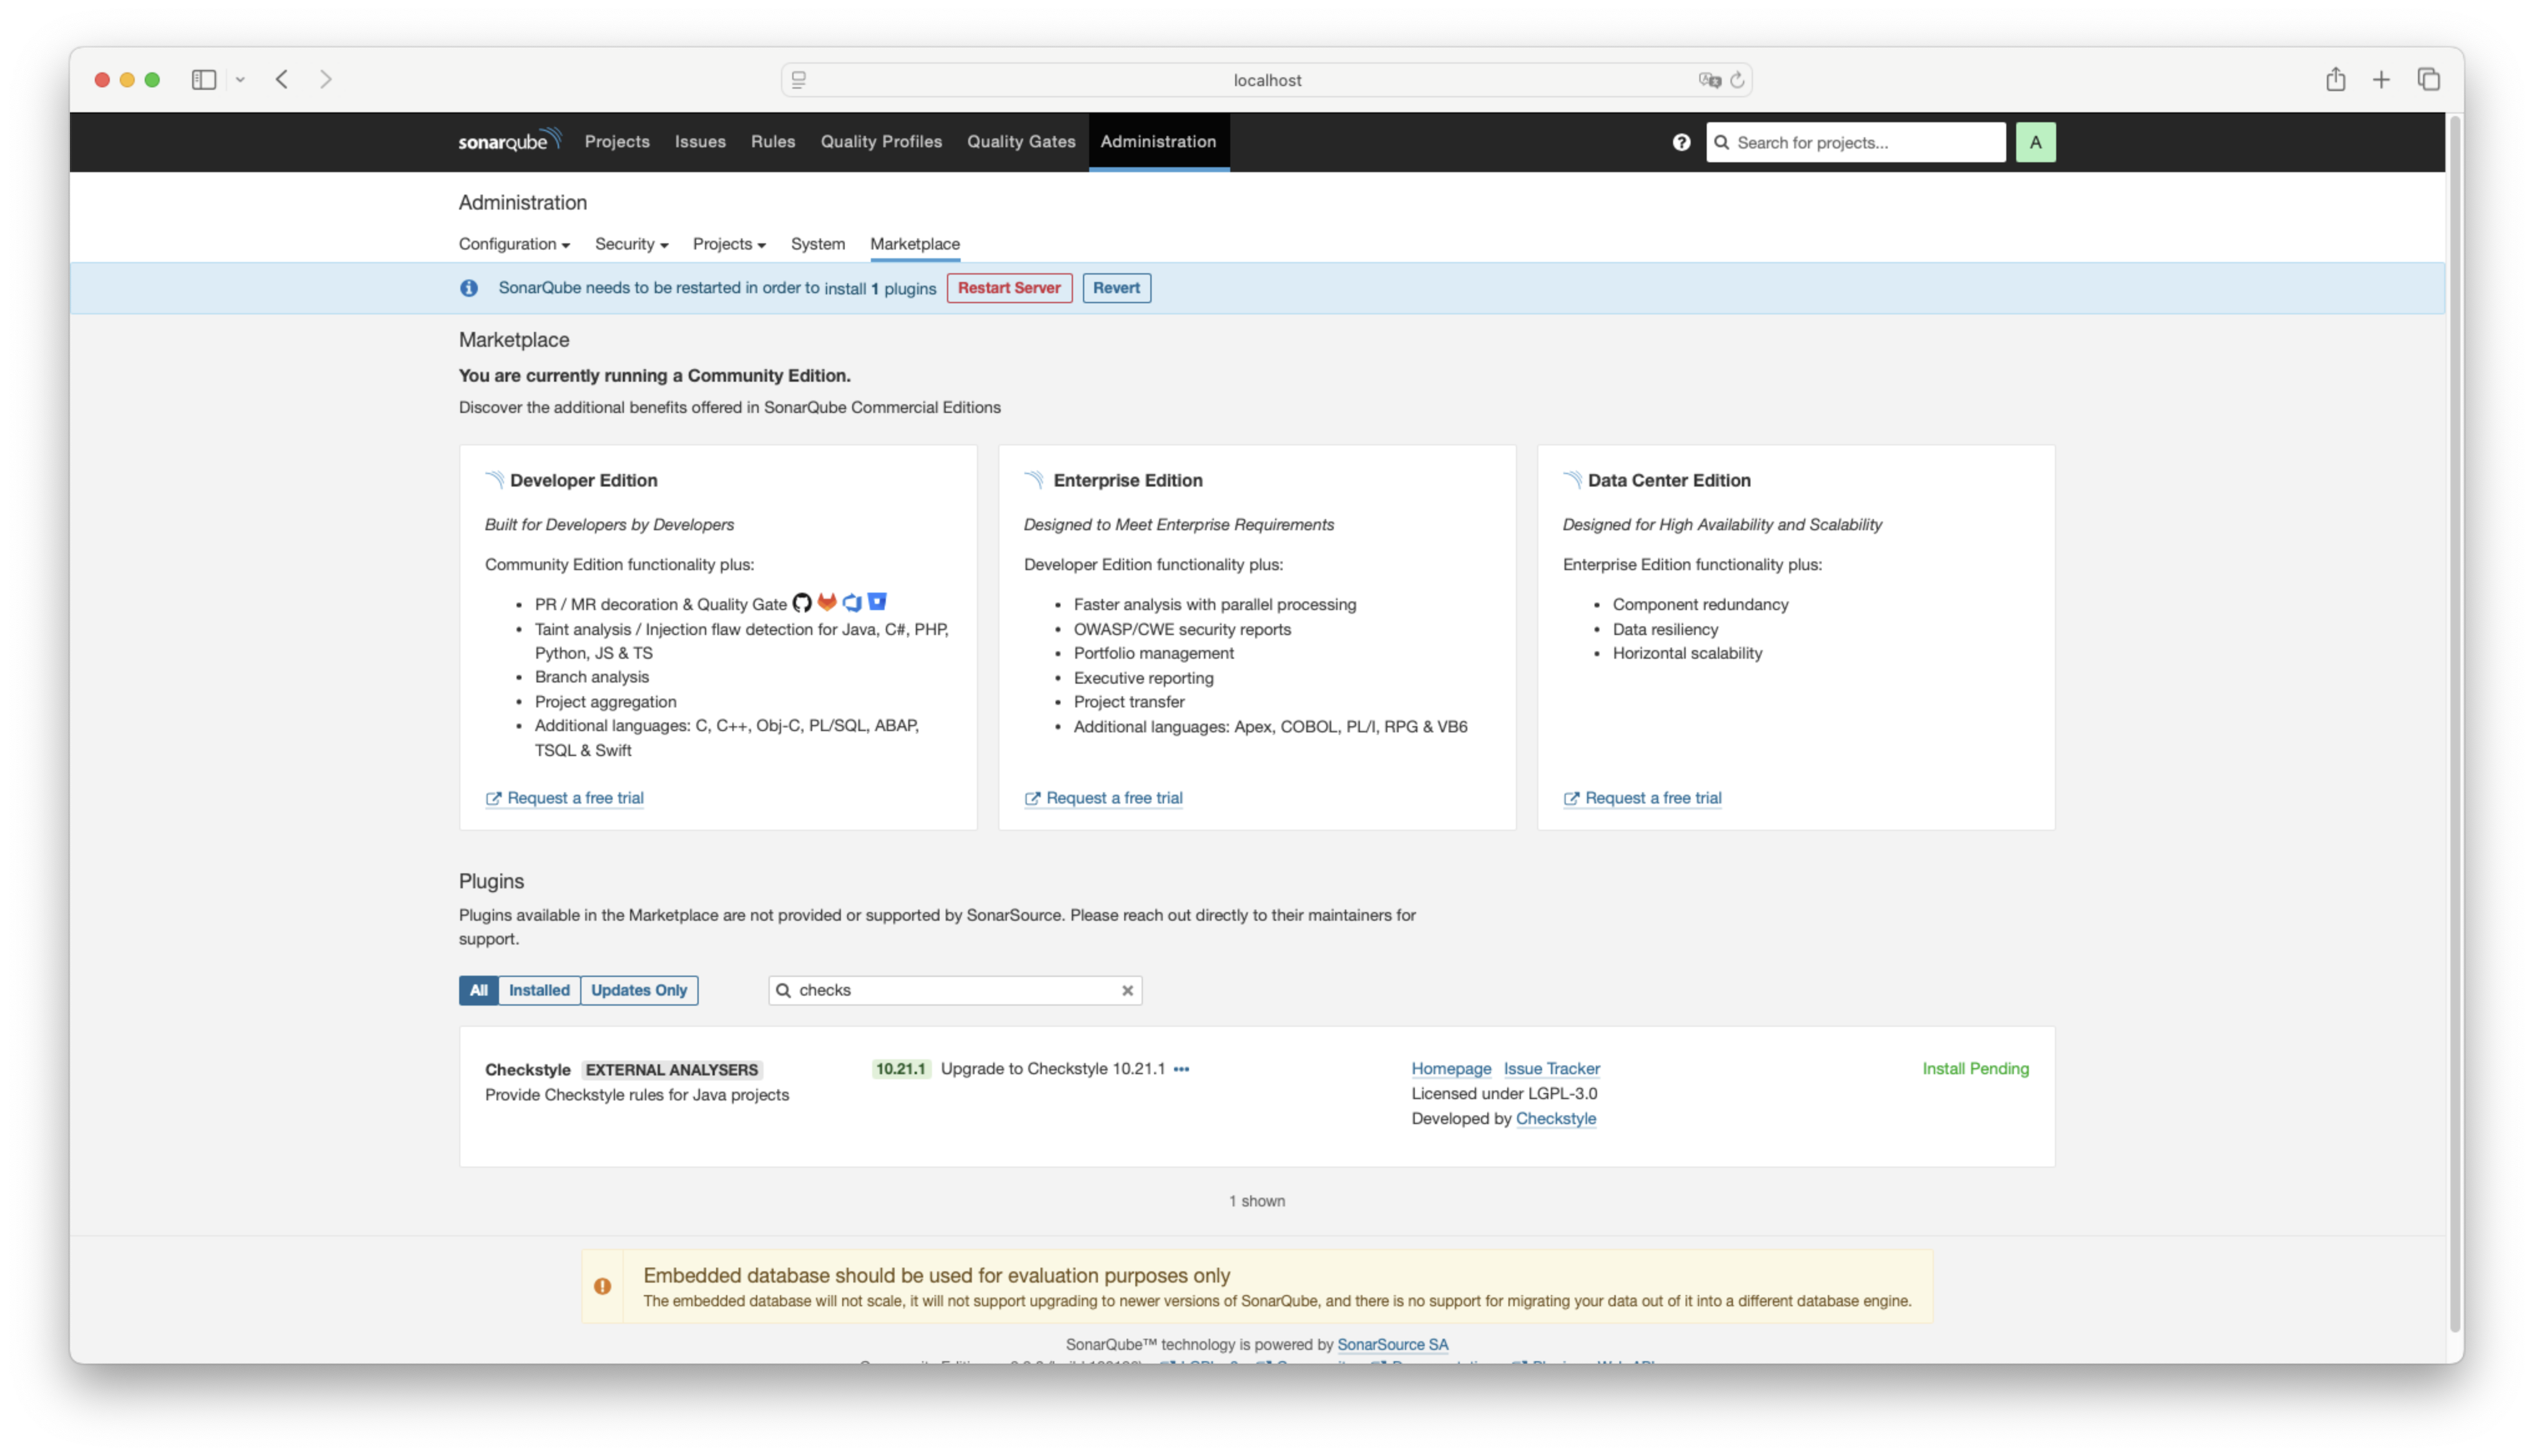 localhost
sonarqube Projects Issues Rules Quality Profiles Quality Gates Administration Search for projects... A
Administration
Configuration Security Projects System Marketplace
SonarQube needs to be restarted in order to install 1 plugins Restart Server Revert
Marketplace
You are currently running a Community Edition.
Discover the additional benefits offered in SonarQube Commercial Editions
Developer Edition
Built for Developers by Developers
Community Edition functionality plus:
• PR / MR decoration & Quality Gate
• Taint analysis / Injection flaw detection for Java, C#, PHP,
Python, JS & TS
• Branch analysis
• Project aggregation
• Additional languages: C, C++, Obj-C, PL/SQL, ABAP,
TSQL & Swift
Request a free trial
Enterprise Edition
Designed to Meet Enterprise Requirements
Developer Edition functionality plus:
• Faster analysis with parallel processing
• OWASP/CWE security reports
• Portfolio management
• Executive reporting
• Project transfer
• Additional languages: Apex, COBOL, PL/I, RPG & VB6
Request a free trial
Data Center Edition
Designed for High Availability and Scalability
Enterprise Edition functionality plus:
• Component redundancy
• Data resiliency
• Horizontal scalability
Request a free trial
Plugins
Plugins available in the Marketplace are not provided or supported by SonarSource. Please reach out directly to their maintainers for
support.
All Installed Updates Only checks
Checkstyle EXTERNAL ANALYSERS
Provide Checkstyle rules for Java projects
10.21.1 Upgrade to Checkstyle 10.21.1 •••
Homepage Issue Tracker
Licensed under LGPL-3.0
Developed by Checkstyle
Install Pending
1 shown
Embedded database should be used for evaluation purposes only
The embedded database will not scale, it will not support upgrading to newer versions of SonarQube, and there is no support for migrating your data out of it into a different database engine.
SonarQube™ technology is powered by SonarSource SA